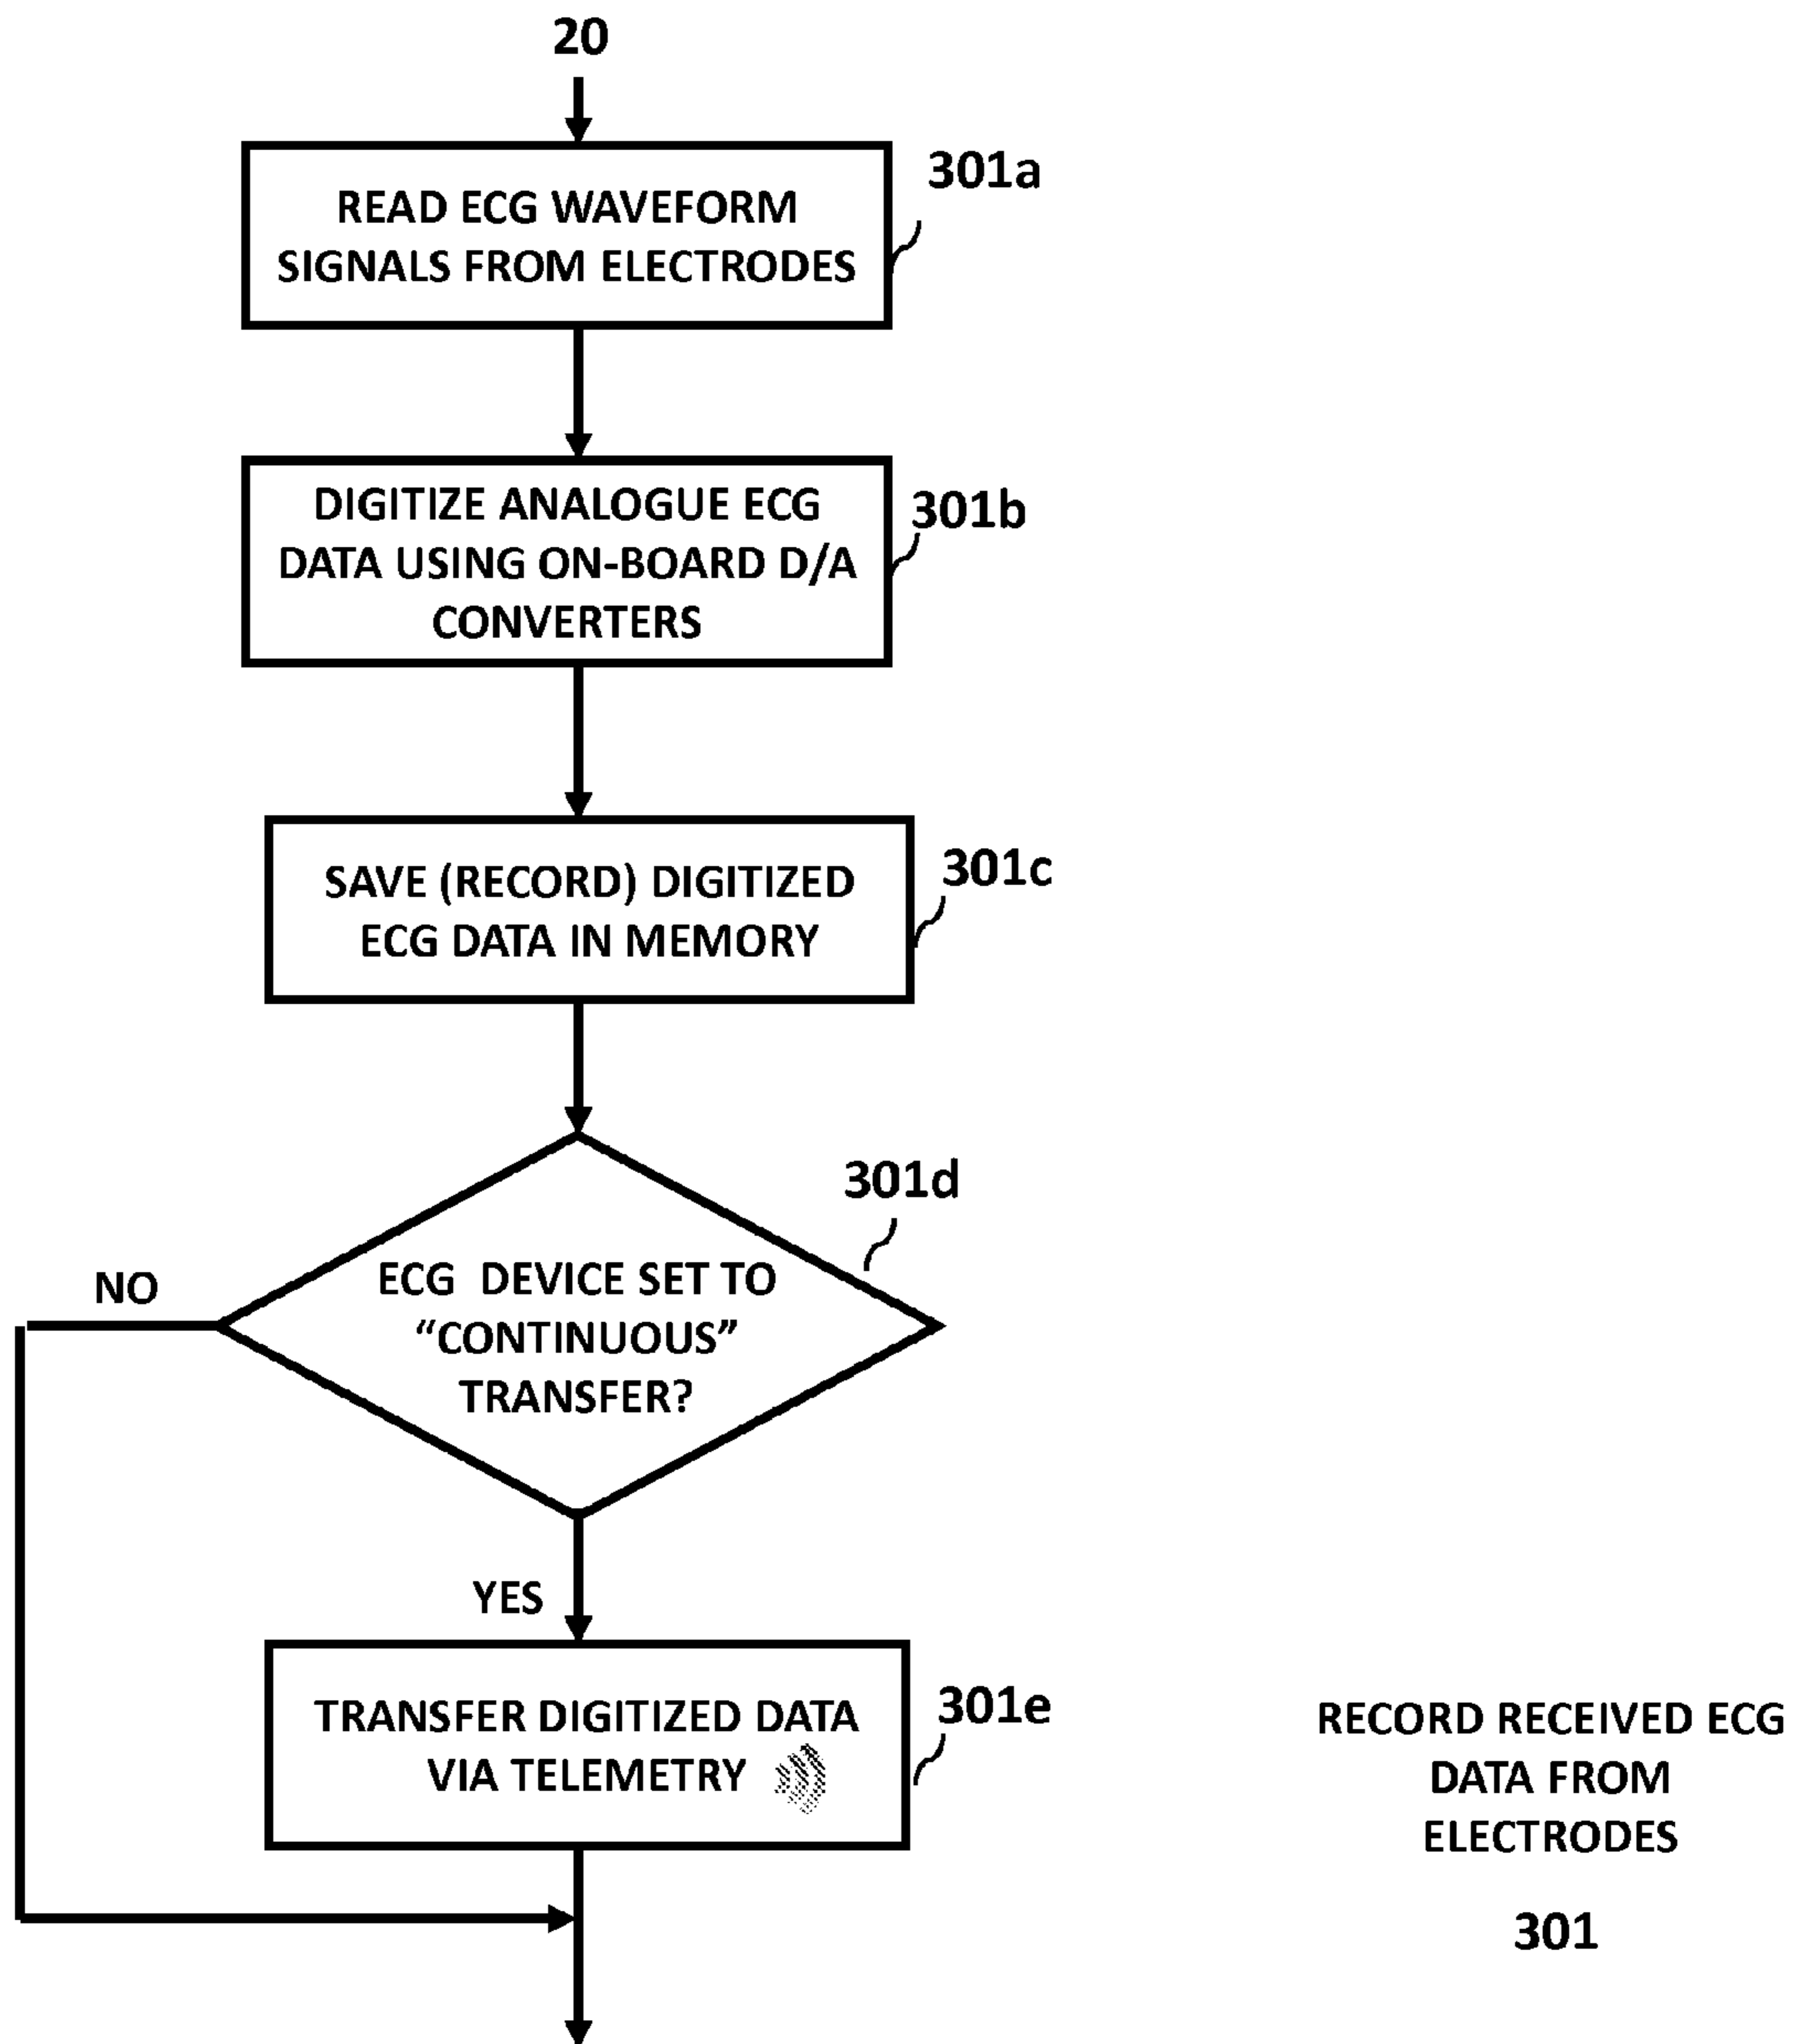 20
301a
READ ECG WAVEFORM
SIGNALS FROM ELECTRODES
301b
DIGITIZE ANALOGUE ECG
DATA USING ON-BOARD D/A
CONVERTERS
301c
SAVE (RECORD) DIGITIZED
ECG DATA IN MEMORY
301d
ECG DEVICE SET TO
“CONTINUOUS”
TRANSFER?
NO
YES
301e
TRANSFER DIGITIZED DATA
VIA TELEMETRY
RECORD RECEIVED ECG
DATA FROM
ELECTRODES
301